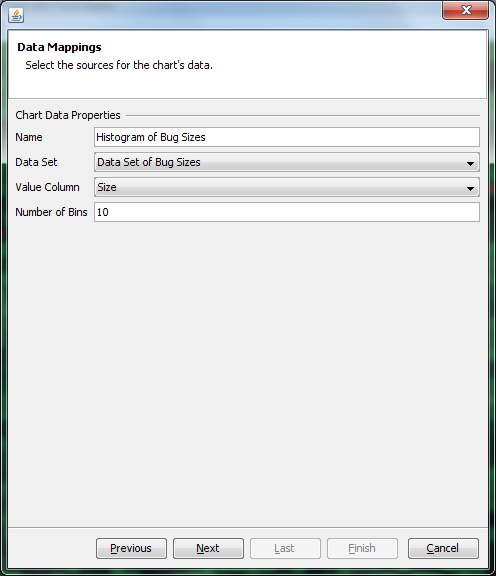 Data Mappings
Select the sources for the chart's data.
Chart Data Properties
Name Histogram of Bug Sizes
Data Set Data Set of Bug Sizes
Value Column Size
Number of Bins 10
Previous Next Last Finish Cancel